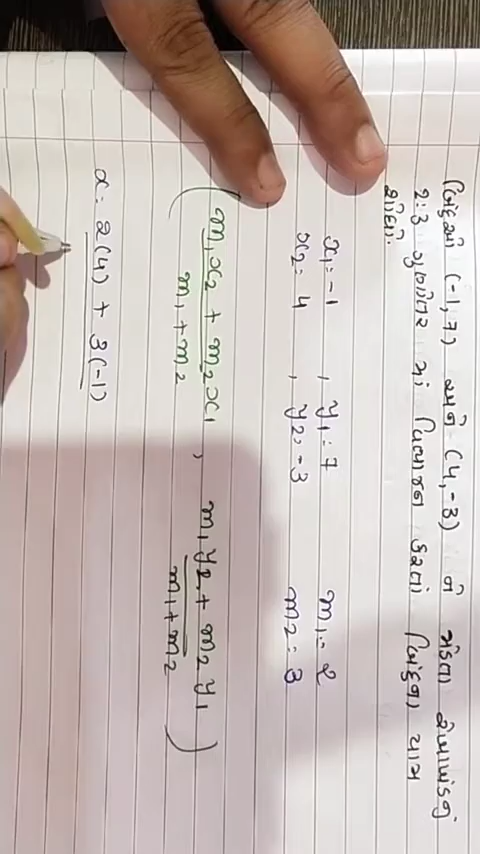 બિંદુઓ (-1, 7) અને (4, -3) ને જોડતા રેખાખંડનું
2:3 ગુણોત્તર માં વિભાજન કરતાં બિંદુના યામ
શોધો.
x₁ = -1 , y₁ = 7 m₁ = 2
x₂ = 4 , y₂ = -3 m₂ = 3
( m₁x₂ + m₂x₁ / m₁ + m₂ , m₁y₂ + m₂y₁ / m₁ + m₂ )
x = 2(4) + 3(-1)